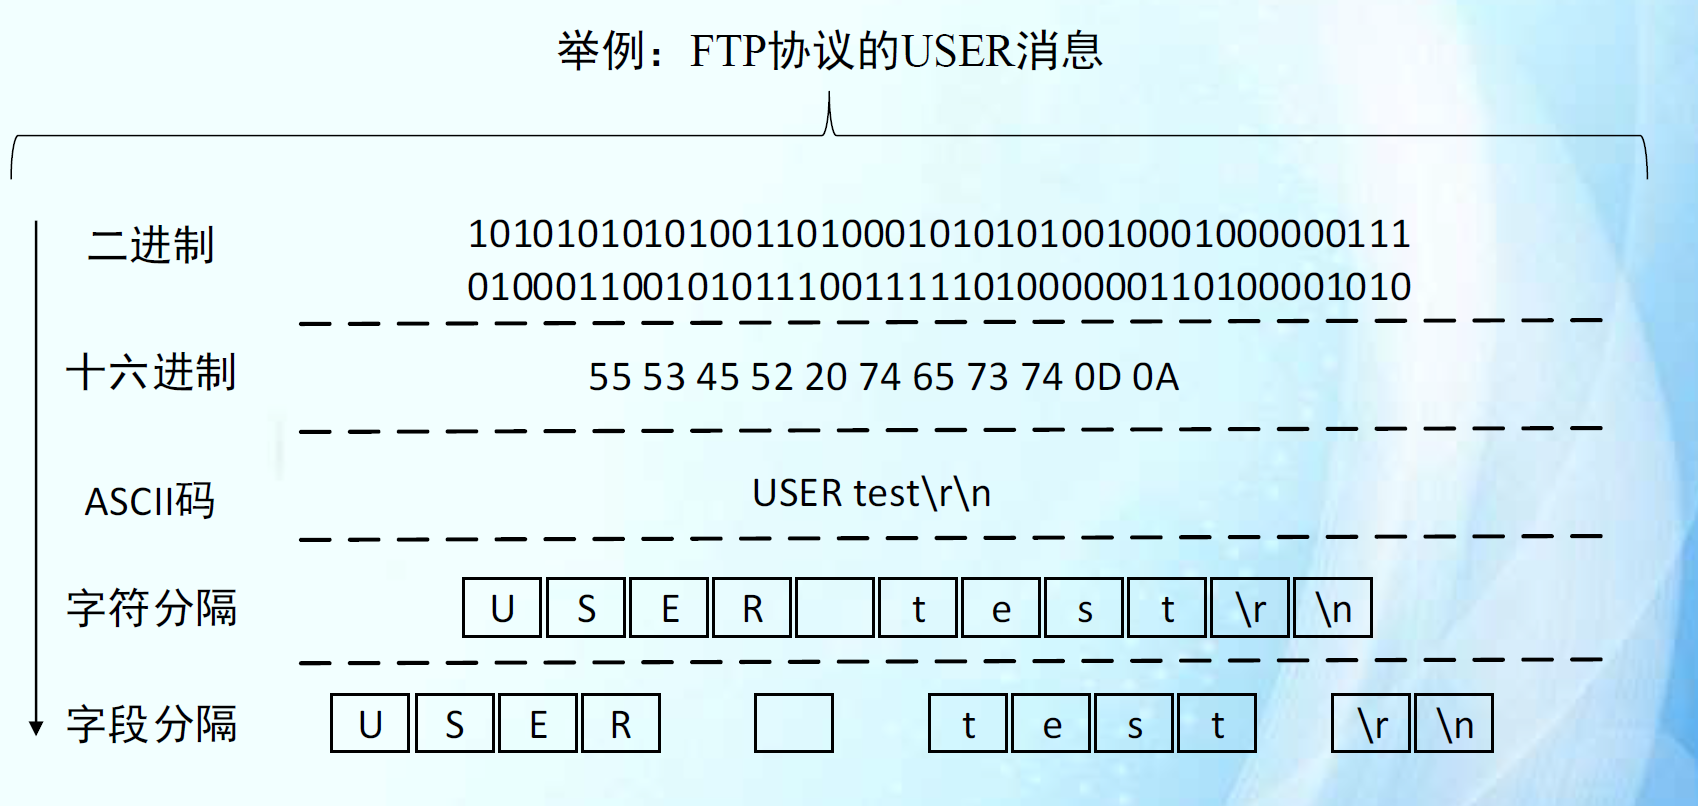 举例：FTP协议的USER消息
二进制
1010101010100110100010101010010001000000111
0100011001010111001111101000000110100001010
十六进制
55 53 45 52 20 74 65 73 74 0D 0A
ASCII码
USER test\r\n
字符分隔
U S E R t e s t \r \n
字段分隔
U S E R t e s t \r \n